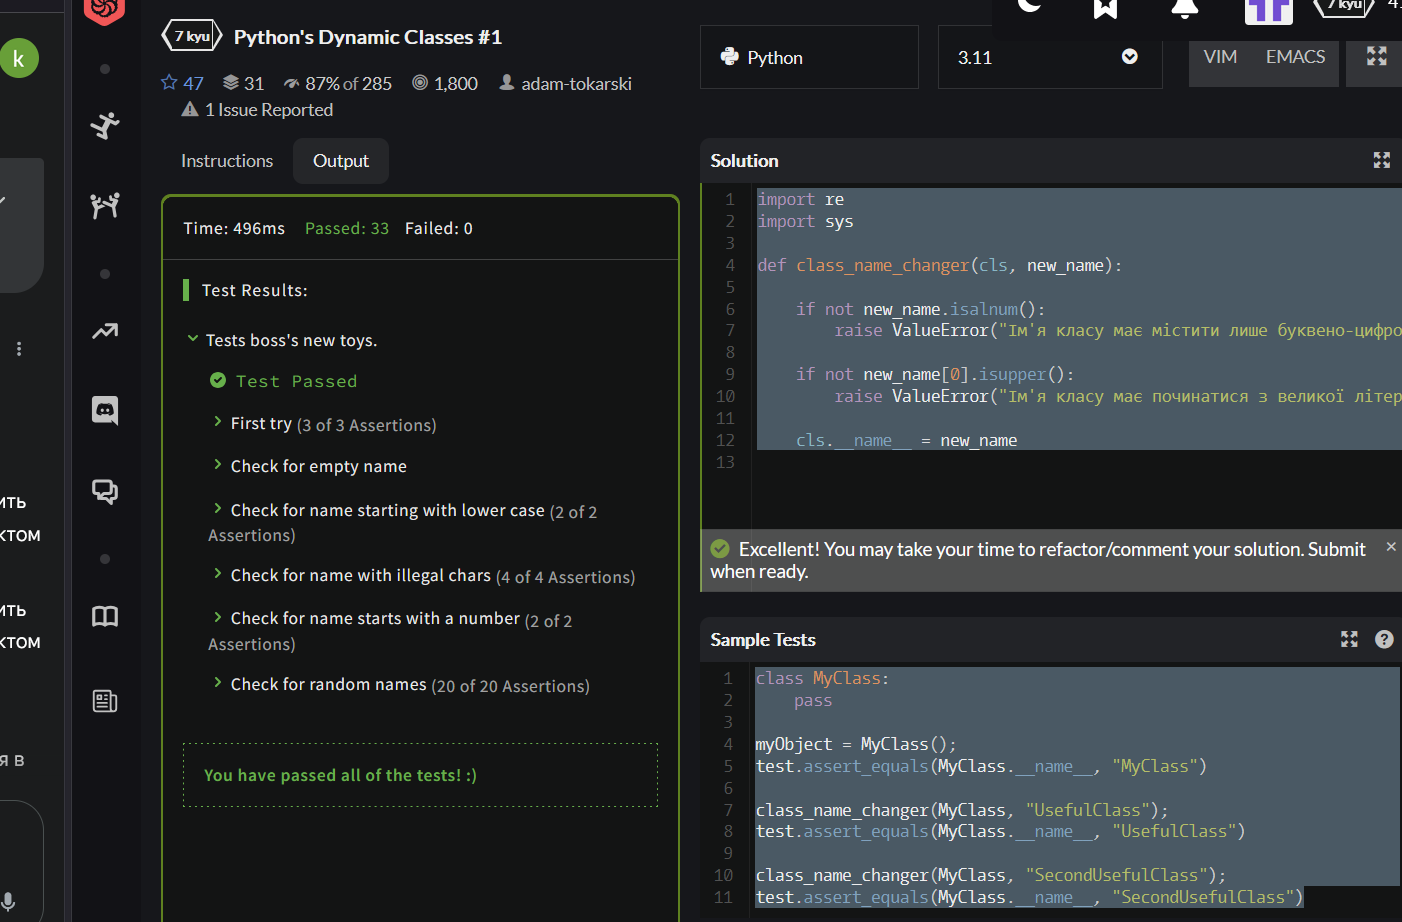 k
ить
ктом
ить
ктом
я в
7 kyu
Python's Dynamic Classes #1
47 31 87% of 285 1,800 adam-tokarski
1 Issue Reported
Instructions Output
Time: 496ms Passed: 33 Failed: 0
Test Results:
Tests boss's new toys.
Test Passed
First try (3 of 3 Assertions)
Check for empty name
Check for name starting with lower case (2 of 2
Assertions)
Check for name with illegal chars (4 of 4 Assertions)
Check for name starts with a number (2 of 2
Assertions)
Check for random names (20 of 20 Assertions)
You have passed all of the tests! :)
7 kyu
Python 3.11 VIM EMACS
Solution
1 import re
2 import sys
3
4 def class_name_changer(cls, new_name):
5
6 if not new_name.isalnum():
7 raise ValueError("Ім'я класу має містити лише буквено-цифро
8
9 if not new_name[0].isupper():
10 raise ValueError("Ім'я класу має починатися з великої літер
11
12 cls.__name__ = new_name
13
Excellent! You may take your time to refactor/comment your solution. Submit
when ready.
Sample Tests
1 class MyClass:
2 pass
3
4 myObject = MyClass();
5 test.assert_equals(MyClass.__name__, "MyClass")
6
7 class_name_changer(MyClass, "UsefulClass");
8 test.assert_equals(MyClass.__name__, "UsefulClass")
9
10 class_name_changer(MyClass, "SecondUsefulClass");
11 test.assert_equals(MyClass.__name__, "SecondUsefulClass")